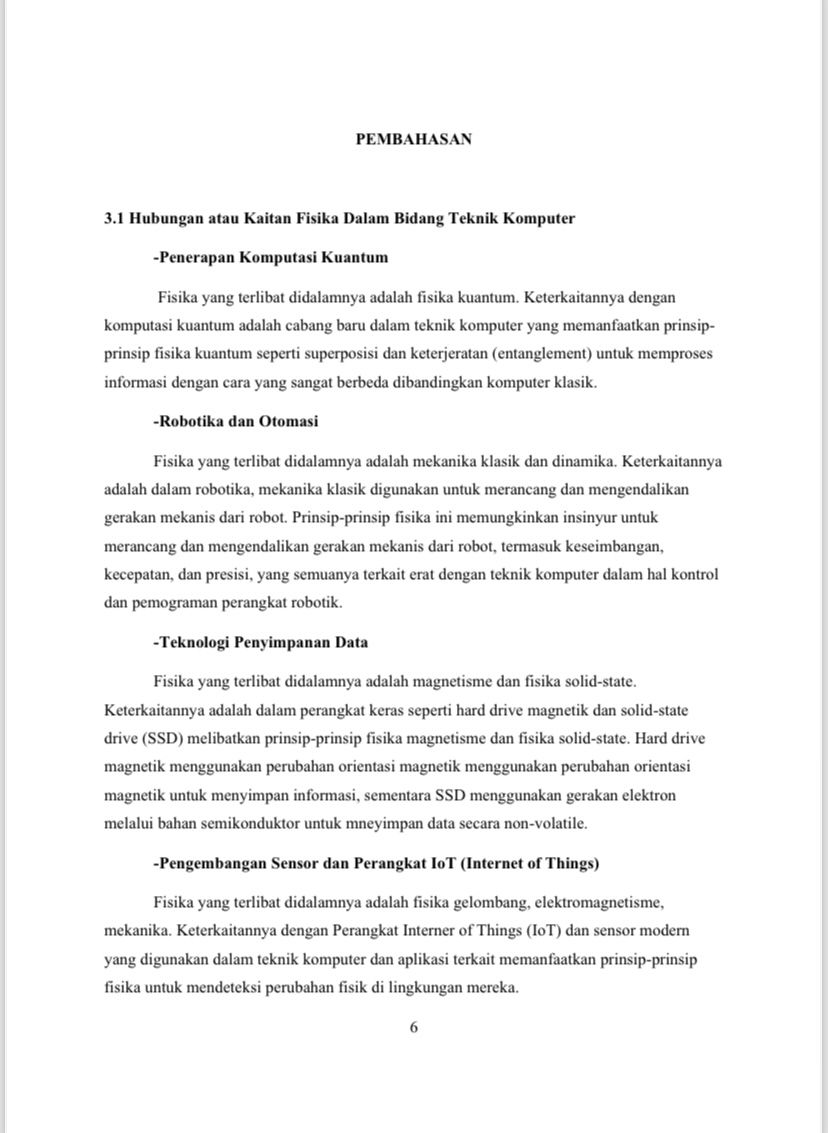 PEMBAHASAN
3.1 Hubungan atau Kaitan Fisika Dalam Bidang Teknik Komputer
-Penerapan Komputasi Kuantum
Fisika yang terlibat didalamnya adalah fisika kuantum. Keterkaitannya dengan
komputasi kuantum adalah cabang baru dalam teknik komputer yang memanfaatkan prinsip-
prinsip fisika kuantum seperti superposisi dan keterjeratan (entanglement) untuk memproses
informasi dengan cara yang sangat berbeda dibandingkan komputer klasik.
-Robotika dan Otomasi
Fisika yang terlibat didalamnya adalah mekanika klasik dan dinamika. Keterkaitannya
adalah dalam robotika, mekanika klasik digunakan untuk merancang dan mengendalikan
gerakan mekanis dari robot. Prinsip-prinsip fisika ini memungkinkan insinyur untuk
merancang dan mengendalikan gerakan mekanis dari robot, termasuk keseimbangan,
kecepatan, dan presisi, yang semuanya terkait erat dengan teknik komputer dalam hal kontrol
dan pemograman perangkat robotik.
-Teknologi Penyimpanan Data
Fisika yang terlibat didalamnya adalah magnetisme dan fisika solid-state.
Keterkaitannya adalah dalam perangkat keras seperti hard drive magnetik dan solid-state
drive (SSD) melibatkan prinsip-prinsip fisika magnetisme dan fisika solid-state. Hard drive
magnetik menggunakan perubahan orientasi magnetik menggunakan perubahan orientasi
magnetik untuk menyimpan informasi, sementara SSD menggunakan gerakan elektron
melalui bahan semikonduktor untuk mneyimpan data secara non-volatile.
-Pengembangan Sensor dan Perangkat IoT (Internet of Things)
Fisika yang terlibat didalamnya adalah fisika gelombang, elektromagnetisme,
mekanika. Keterkaitannya dengan Perangkat Interner of Things (IoT) dan sensor modern
yang digunakan dalam teknik komputer dan aplikasi terkait memanfaatkan prinsip-prinsip
fisika untuk mendeteksi perubahan fisik di lingkungan mereka.
6